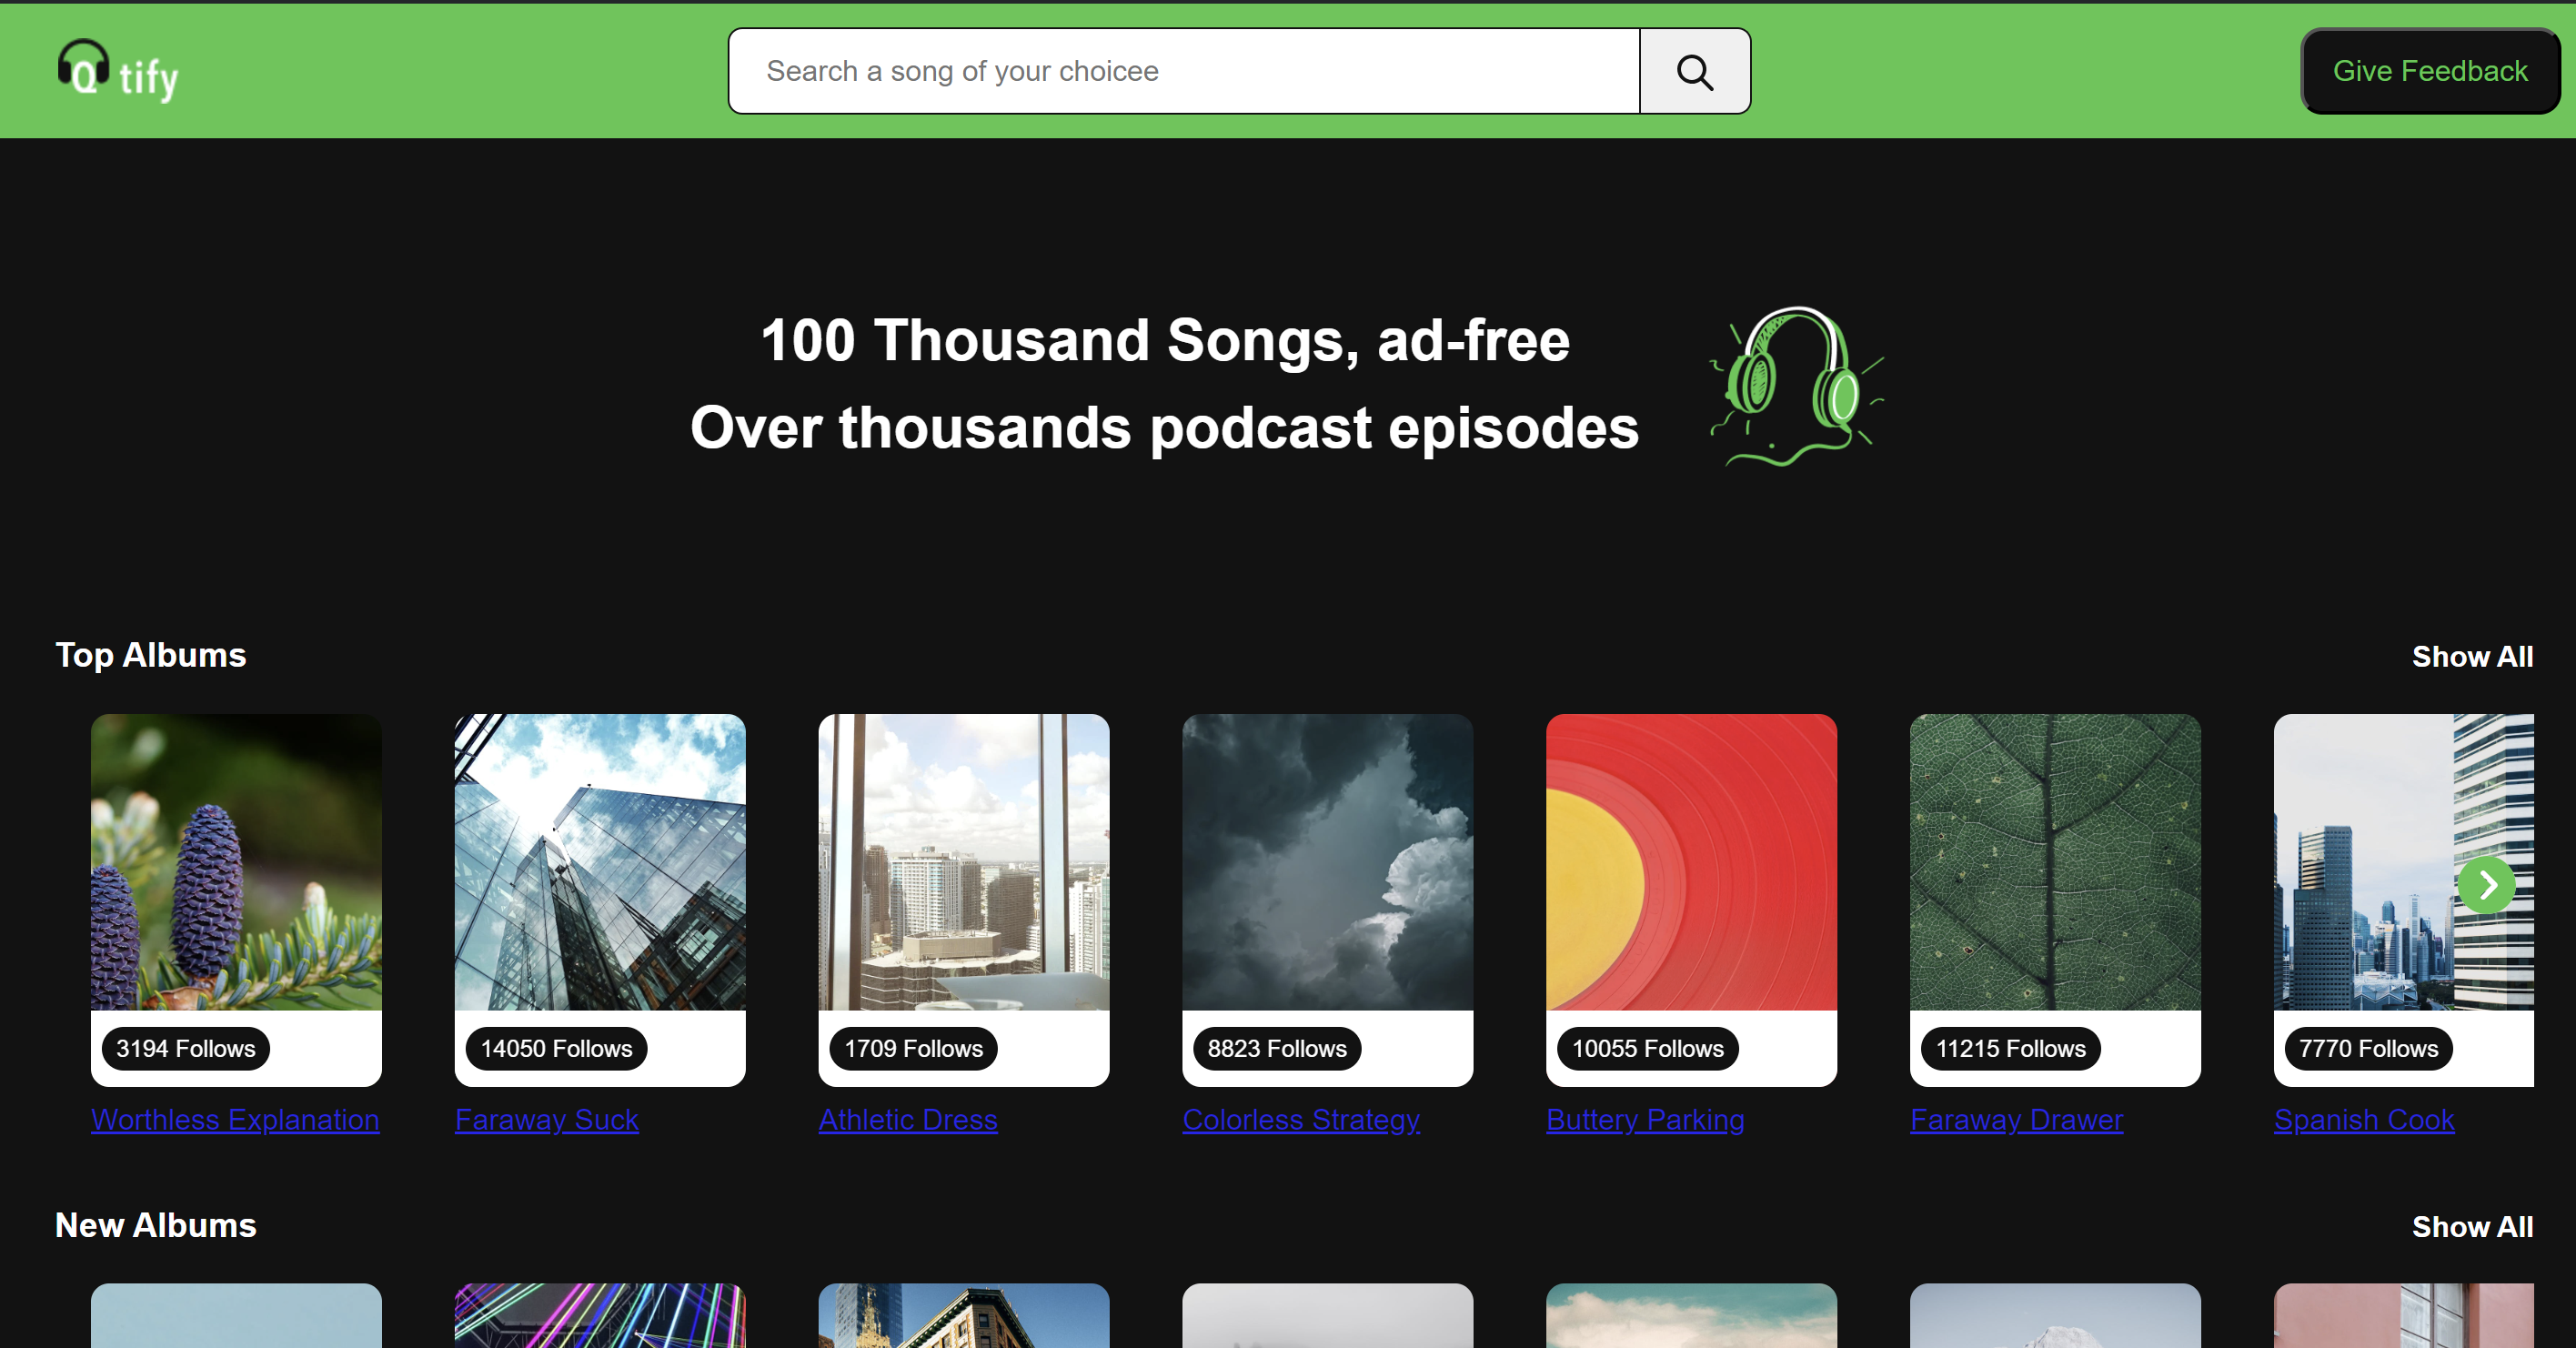 Qtify
Search a song of your choicee
Give Feedback
100 Thousand Songs, ad-free
Over thousands podcast episodes
Top Albums
Show All
3194 Follows
14050 Follows
1709 Follows
8823 Follows
10055 Follows
11215 Follows
7770 Follows
Worthless Explanation
Faraway Suck
Athletic Dress
Colorless Strategy
Buttery Parking
Faraway Drawer
Spanish Cook
New Albums
Show All